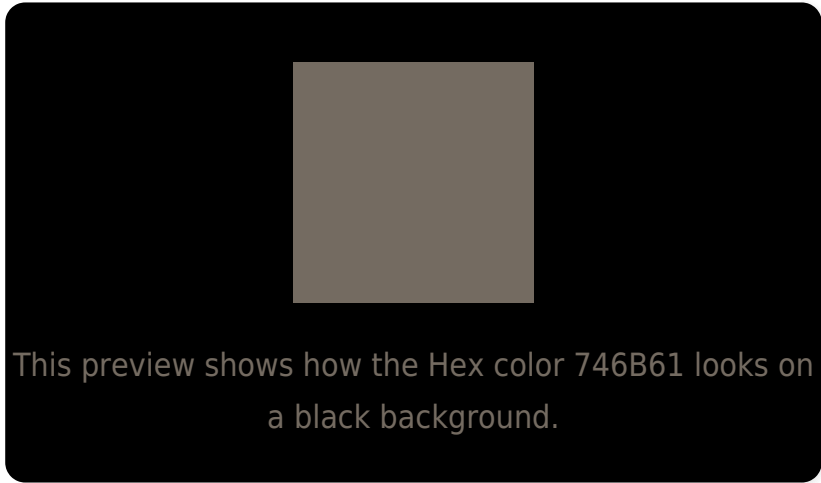 This preview shows how the Hex color 746B61 looks on
a black background.